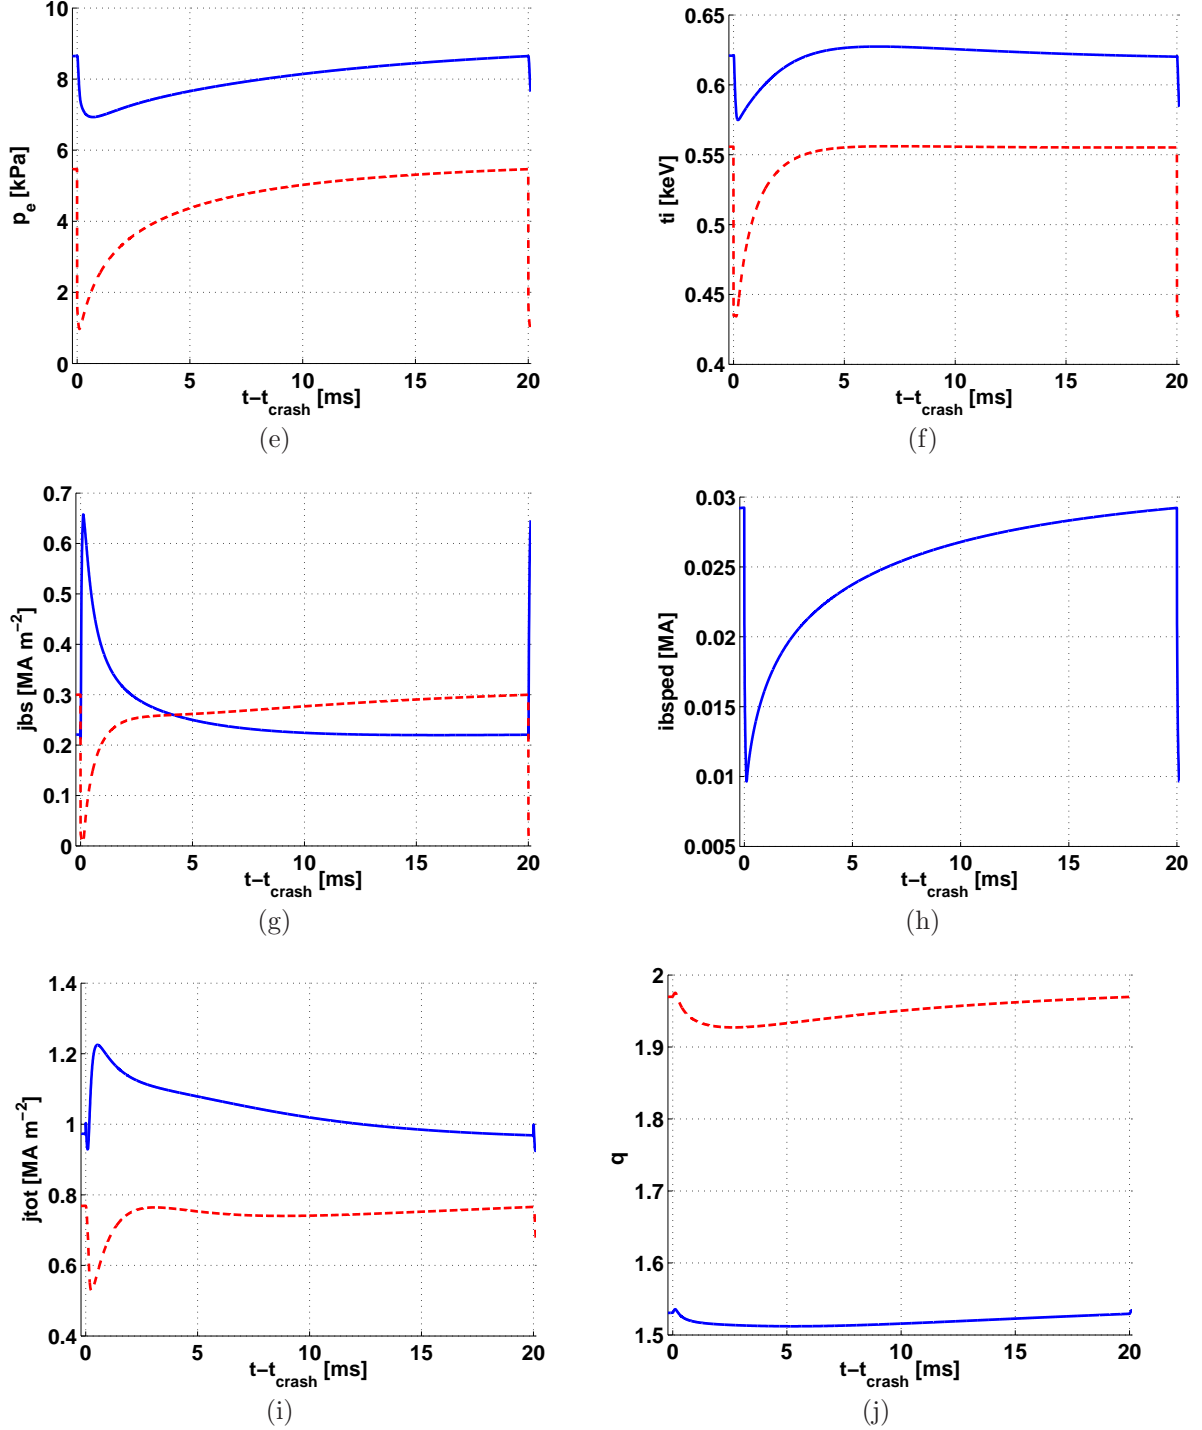 10
8
6
4
2
0
p_e [kPa]
0 5 10 15 20
t−t_crash [ms]
(e)
0.65
0.6
0.55
0.5
0.45
0.4
ti [keV]
0 5 10 15 20
t−t_crash [ms]
(f)
0.7
0.6
0.5
0.4
0.3
0.2
0.1
0
jbs [MA m⁻²]
0 5 10 15 20
t−t_crash [ms]
(g)
0.03
0.025
0.02
0.015
0.01
0.005
ibsped [MA]
0 5 10 15 20
t−t_crash [ms]
(h)
1.4
1.2
1
0.8
0.6
0.4
jtot [MA m⁻²]
0 5 10 15 20
t−t_crash [ms]
(i)
2
1.9
1.8
1.7
1.6
1.5
q
0 5 10 15 20
t−t_crash [ms]
(j)